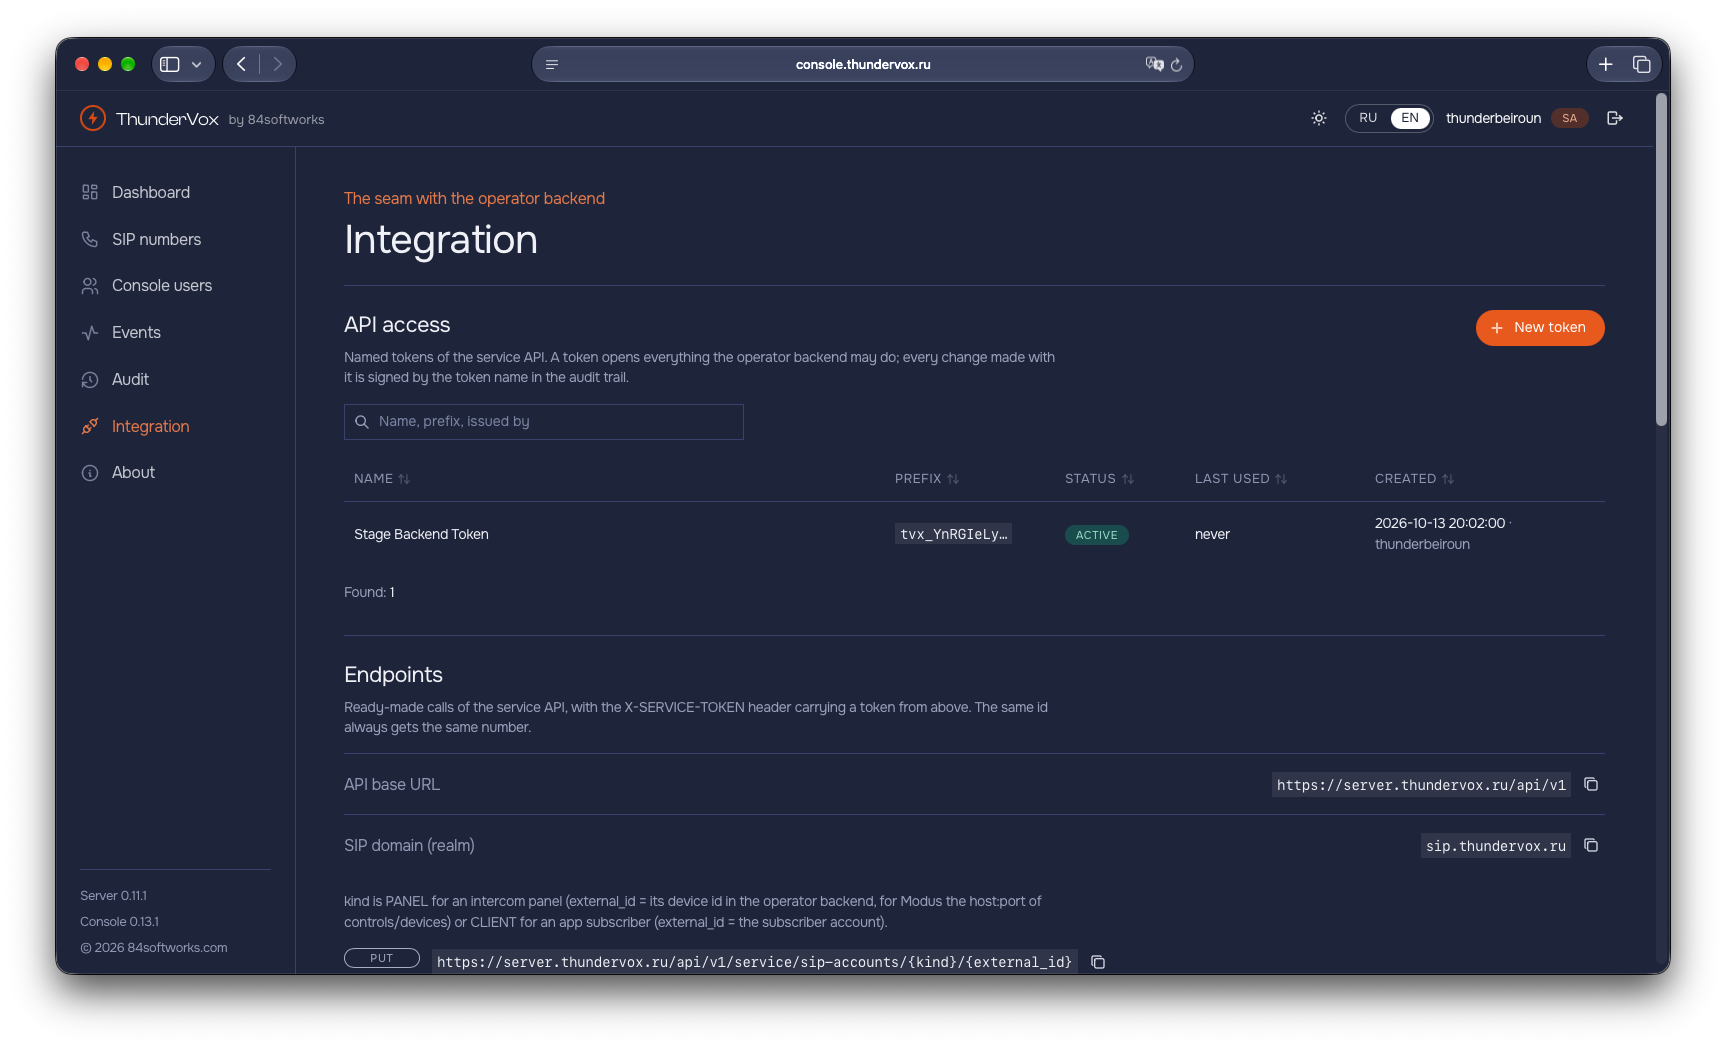 console.thundervox.ru
ThunderVox by 84softworks
RU EN thunderbeiroun SA
Dashboard
SIP numbers
Console users
Events
Audit
Integration
About
Server 0.11.1
Console 0.13.1
© 2026 84softworks.com
The seam with the operator backend
Integration
API access
New token
Named tokens of the service API. A token opens everything the operator backend may do; every change made with
it is signed by the token name in the audit trail.
Name, prefix, issued by
NAME PREFIX STATUS LAST USED CREATED
Stage Backend Token tvx_YnRGIeLy… ACTIVE never 2026-10-13 20:02:00 ·
thunderbeiroun
Found: 1
Endpoints
Ready-made calls of the service API, with the X-SERVICE-TOKEN header carrying a token from above. The same id
always gets the same number.
API base URL https://server.thundervox.ru/api/v1
SIP domain (realm) sip.thundervox.ru
kind is PANEL for an intercom panel (external_id = its device id in the operator backend, for Modus the host:port of
controls/devices) or CLIENT for an app subscriber (external_id = the subscriber account).
PUT https://server.thundervox.ru/api/v1/service/sip-accounts/{kind}/{external_id}